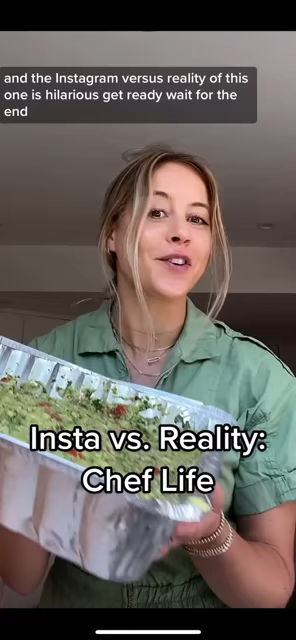 and the Instagram versus reality of this
one is hilarious get ready wait for the
end
Insta vs. Reality:
Chef Life